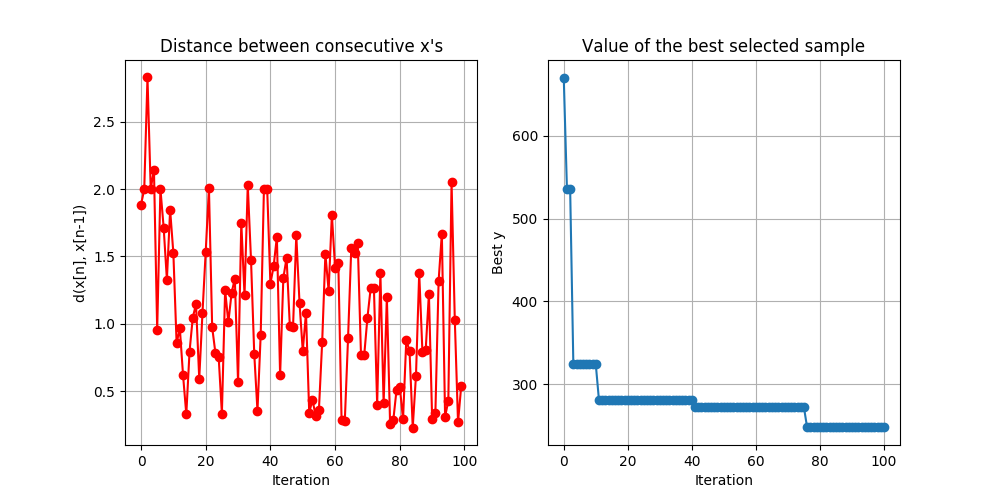 Distance between consecutive x's
d(x[n], x[n-1])
2.5
2.0
1.5
1.0
0.5
0 20 40 60 80 100
Iteration
Value of the best selected sample
Best y
600
500
400
300
0 20 40 60 80 100
Iteration